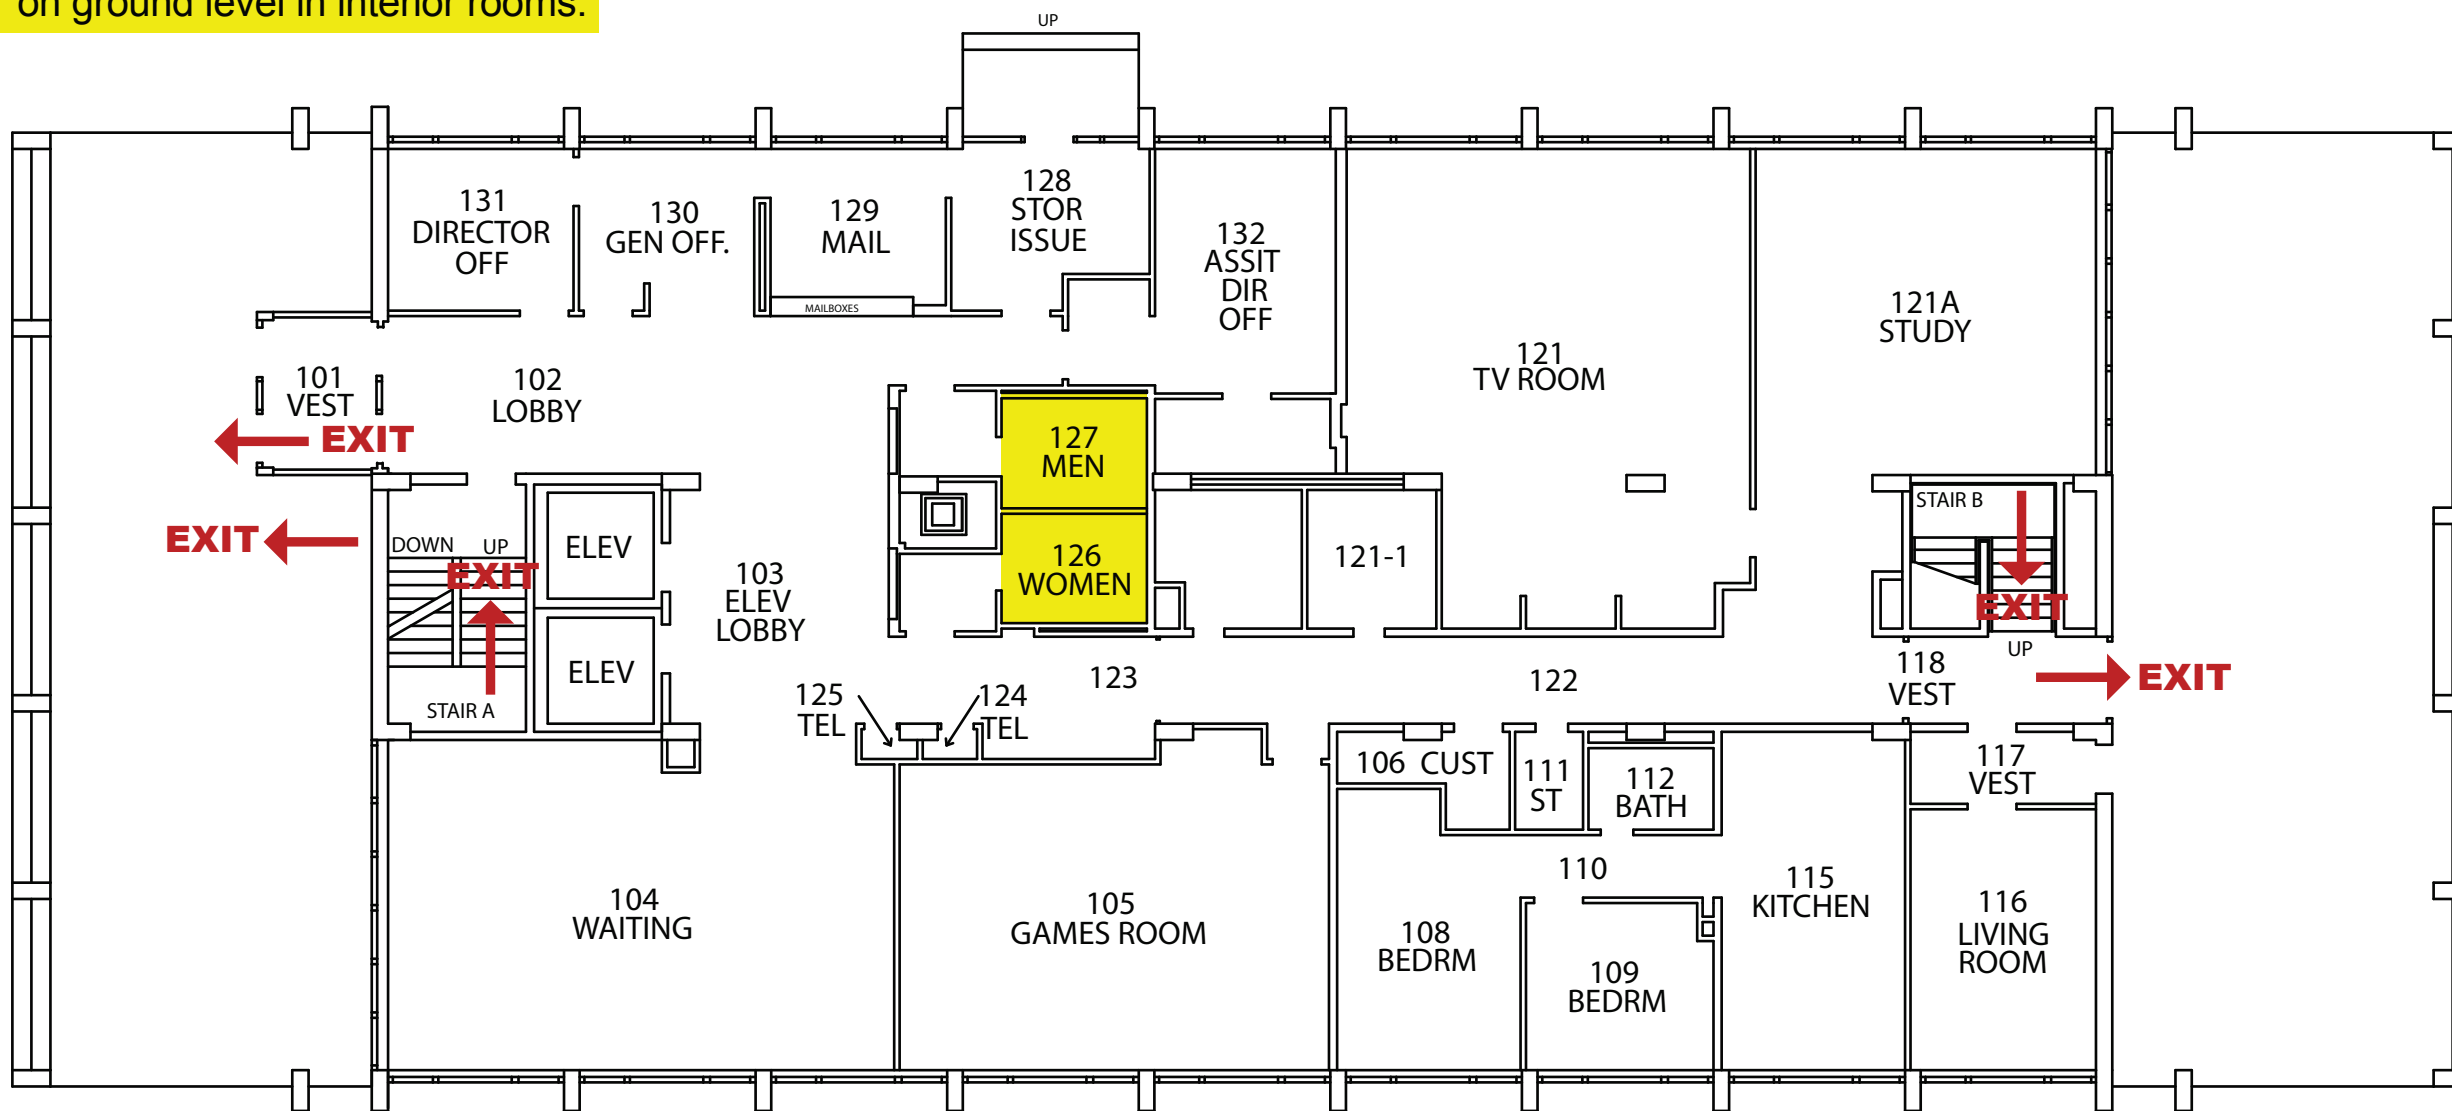 on ground level in interior rooms.
UP
131
DIRECTOR
OFF
130
GEN OFF.
129
MAIL
MAILBOXES
128
STOR
ISSUE
132
ASSIT
DIR
OFF
121
TV ROOM
121A
STUDY
101
VEST
EXIT
102
LOBBY
127
MEN
126
WOMEN
121-1
EXIT
DOWN
UP
EXIT
STAIR A
ELEV
ELEV
103
ELEV
LOBBY
STAIR B
EXIT
UP
125
TEL
124
TEL
123
122
118
VEST
EXIT
117
VEST
106 CUST
111
ST
112
BATH
110
104
WAITING
105
GAMES ROOM
108
BEDRM
109
BEDRM
115
KITCHEN
116
LIVING
ROOM